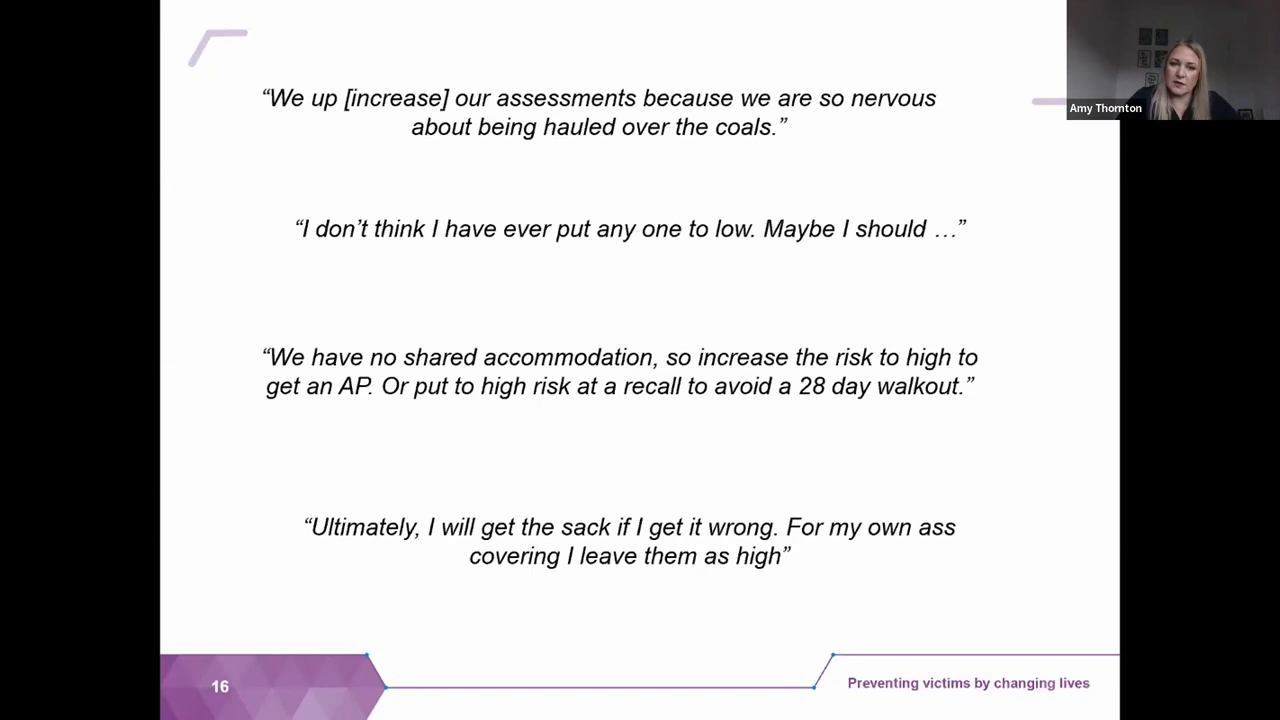 “We up [increase] our assessments because we are so nervous
about being hauled over the coals.”
Amy Thornton
“I don’t think I have ever put any one to low. Maybe I should …”
“We have no shared accommodation, so increase the risk to high to
get an AP. Or put to high risk at a recall to avoid a 28 day walkout.”
“Ultimately, I will get the sack if I get it wrong. For my own ass
covering I leave them as high”
16
Preventing victims by changing lives